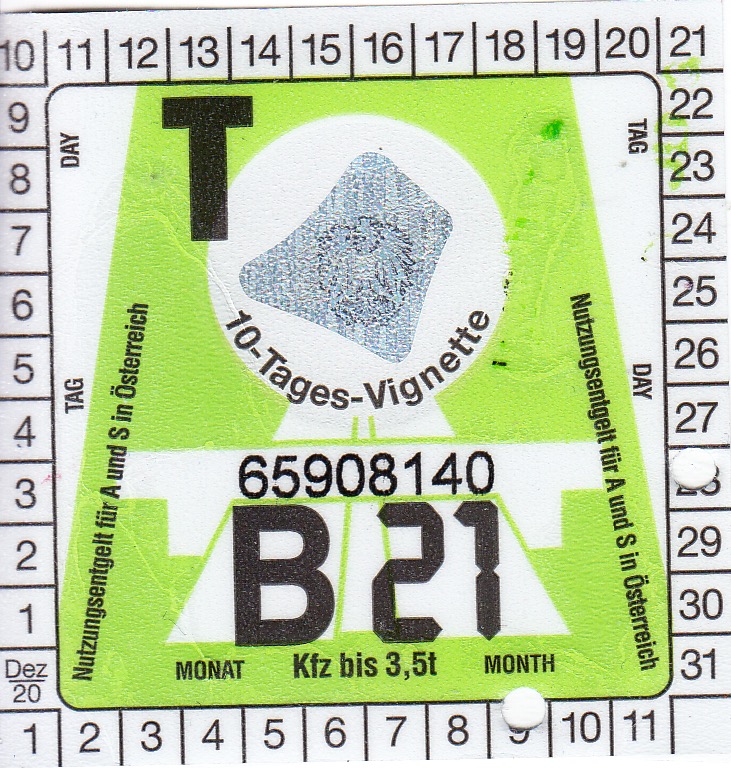 10 11 12 13 14 15 16 17 18 19 20 21
9 22
8 23
7 24
6 25
5 26
4 27
3 28
2 29
1 30
Dez 20 31
1 2 3 4 5 6 7 8 9 10 11
DAY
TAG
TAG
DAY
T
10-Tages-Vignette
Nutzungsentgelt für A und S in Österreich
Nutzungsentgelt für A und S in Österreich
65908140
B 21
MONAT Kfz bis 3,5t MONTH